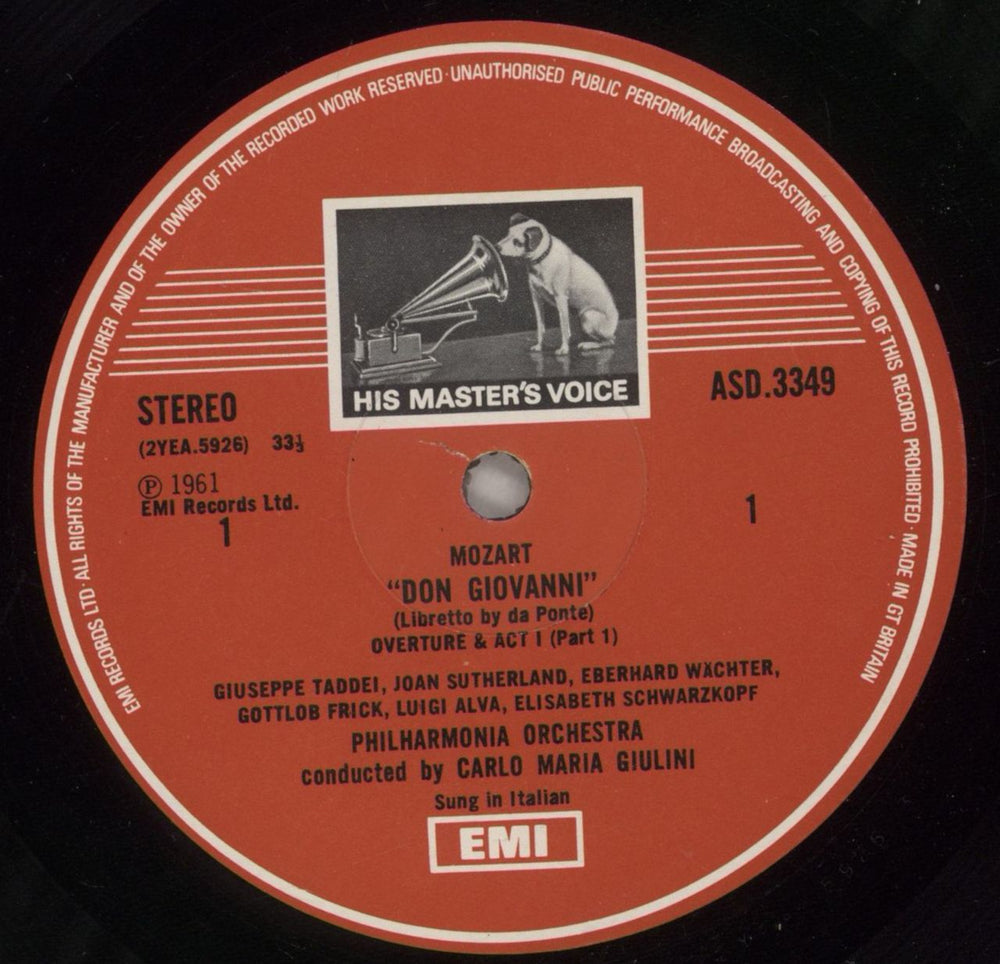 EMI RECORDS LTD · ALL RIGHTS OF THE MANUFACTURER AND OF THE OWNER OF THE RECORDED WORK RESERVED · UNAUTHORISED PUBLIC PERFORMANCE BROADCASTING AND COPYING OF THIS RECORD PROHIBITED · MADE IN GT BRITAIN
HIS MASTER'S VOICE
STEREO
ASD.3349
(2YEA.5926) 33⅓
Ⓟ 1961
EMI Records Ltd.
1
1
MOZART
“DON GIOVANNI”
(Libretto by da Ponte)
OVERTURE & ACT I (Part 1)
GIUSEPPE TADDEI, JOAN SUTHERLAND, EBERHARD WÄCHTER,
GOTTLOB FRICK, LUIGI ALVA, ELISABETH SCHWARZKOPF
PHILHARMONIA ORCHESTRA
conducted by CARLO MARIA GIULINI
Sung in Italian
EMI